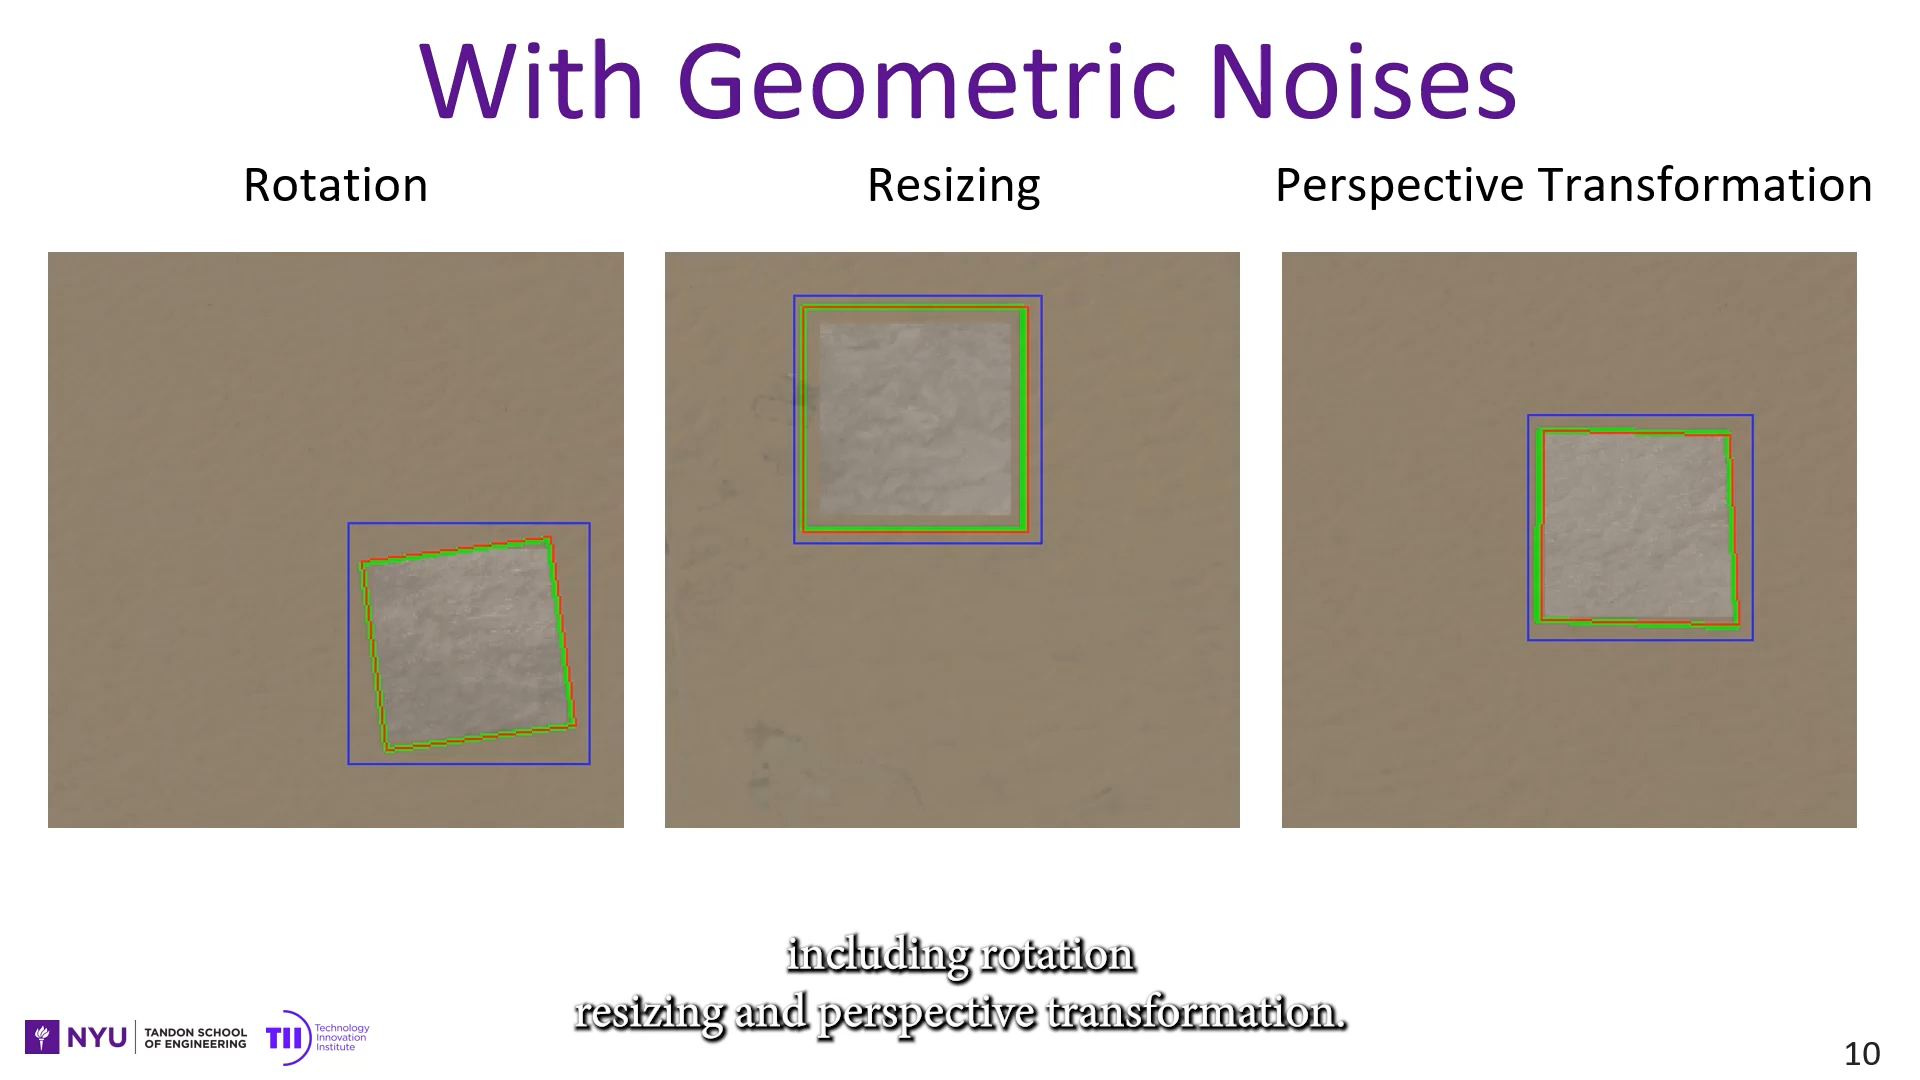 With Geometric Noises
Rotation
Resizing
Perspective Transformation
including rotation
resizing and perspective transformation.
NYU
TANDON SCHOOL
OF ENGINEERING
TII
Technology
Innovation
Institute
10